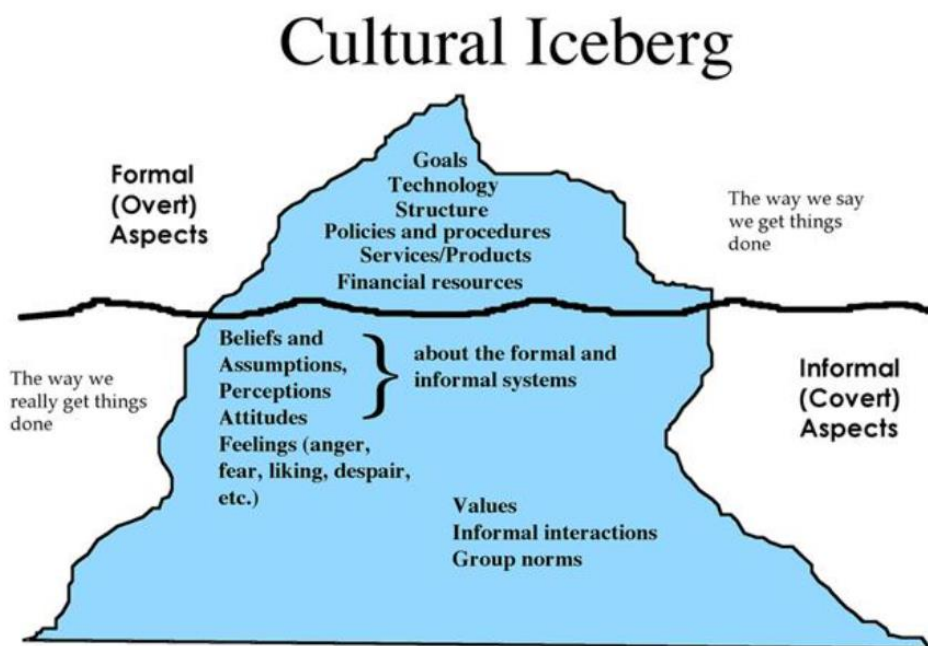 Cultural Iceberg
Formal
(Overt)
Aspects
Goals
Technology
Structure
Policies and procedures
Services/Products
Financial resources
The way we say
we get things
done
The way we
really get things
done
Beliefs and
Assumptions,
Perceptions
Attitudes
Feelings (anger,
fear, liking, despair,
etc.)
about the formal and
informal systems
Values
Informal interactions
Group norms
Informal
(Covert)
Aspects